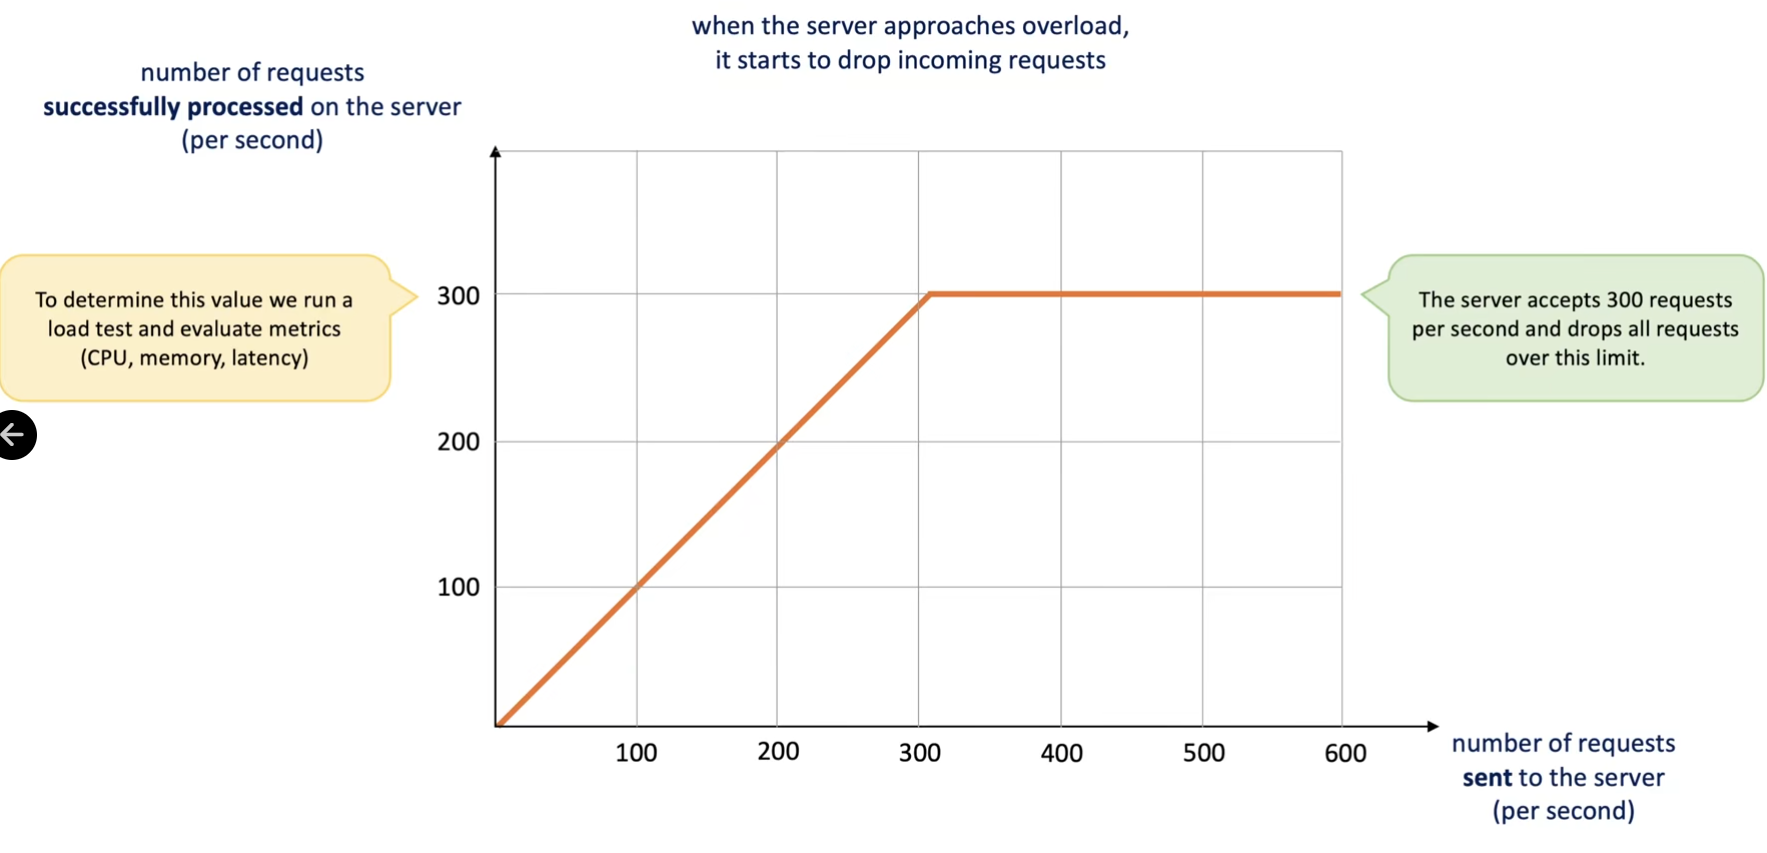 when the server approaches overload,
it starts to drop incoming requests
number of requests
successfully processed on the server
(per second)
To determine this value we run a
load test and evaluate metrics
(CPU, memory, latency)
300
200
100
The server accepts 300 requests
per second and drops all requests
over this limit.
100 200 300 400 500 600
number of requests
sent to the server
(per second)